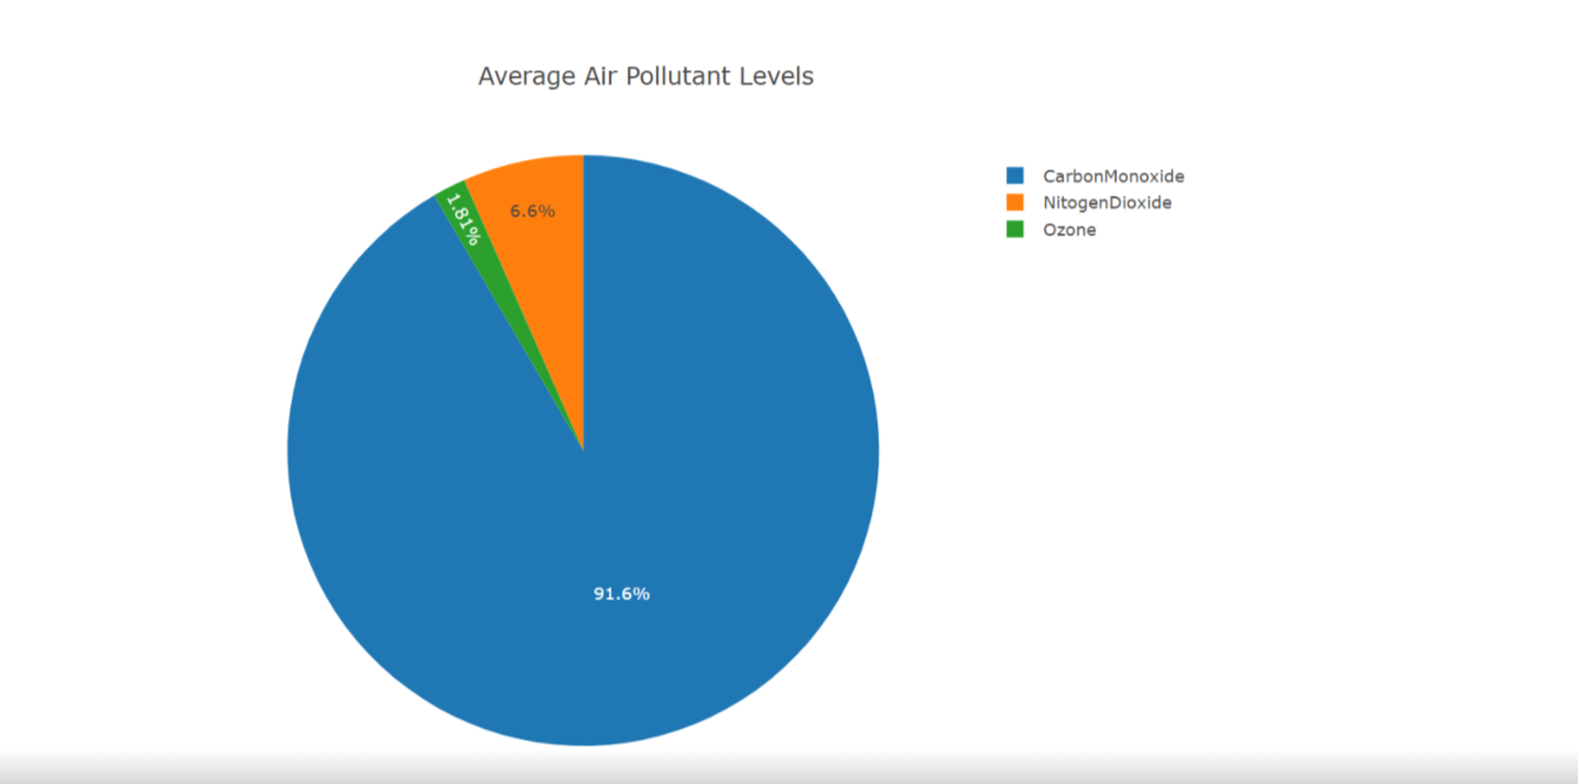 Average Air Pollutant Levels
CarbonMonoxide
NitogenDioxide
Ozone
1.81%
6.6%
91.6%